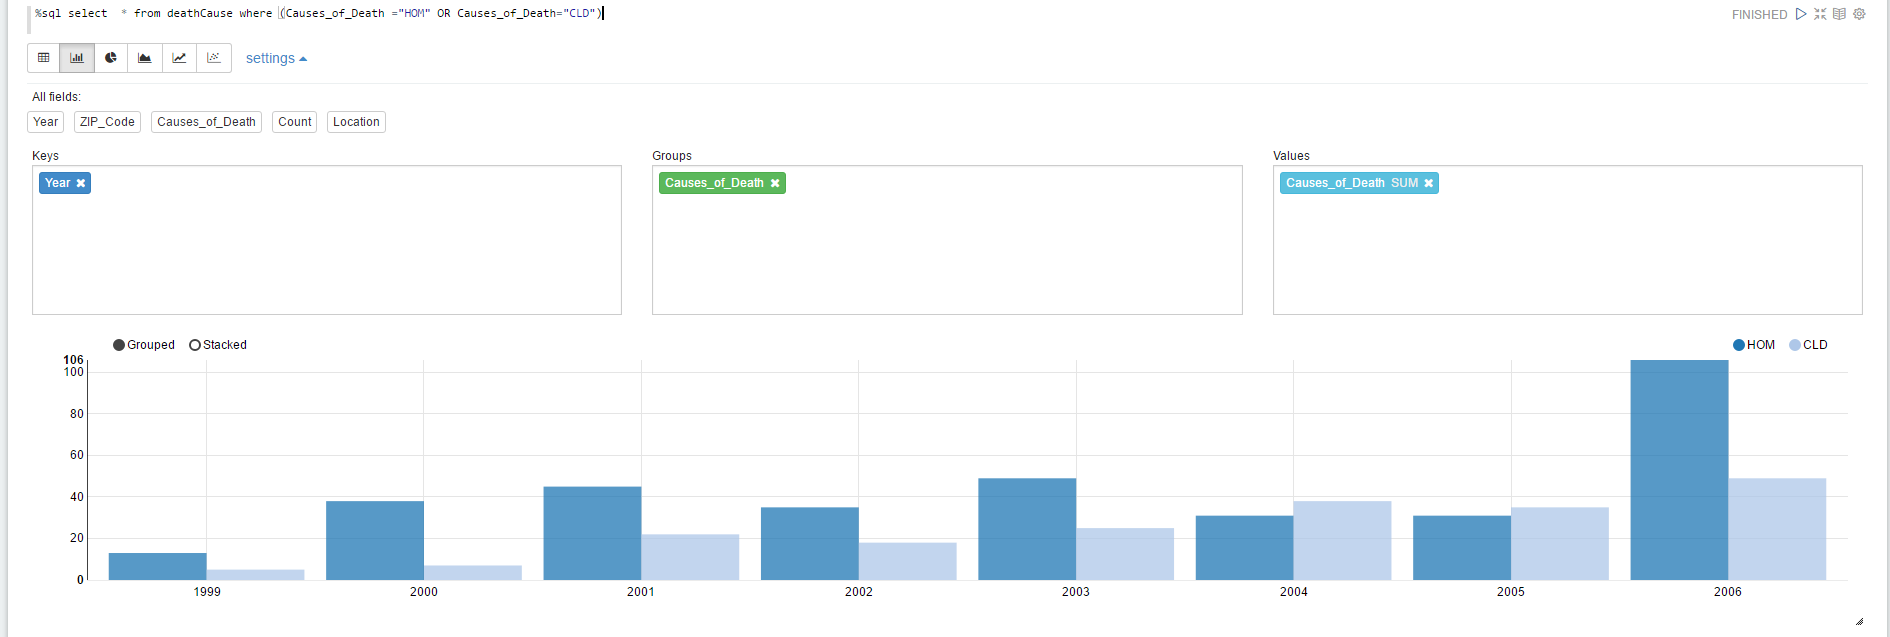 %sql select  * from deathCause where (Causes_of_Death ="HOM" OR Causes_of_Death="CLD")
FINISHED
settings
All fields:
Year ZIP_Code Causes_of_Death Count Location
Keys Groups Values
Year ✖ Causes_of_Death ✖ Causes_of_Death SUM ✖
Grouped Stacked HOM CLD
106
100
80
60
40
20
0
1999 2000 2001 2002 2003 2004 2005 2006